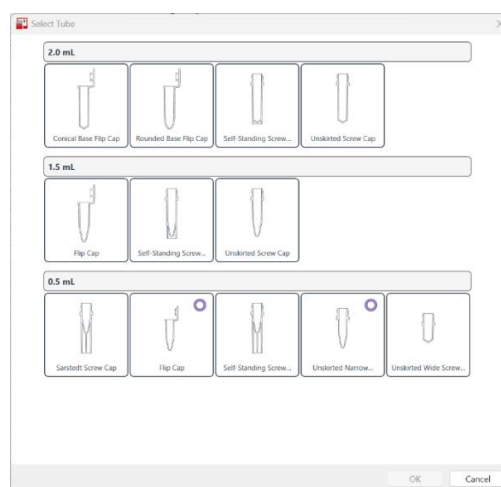 Select Tube
2.0 mL
Conical Base Flip Cap
Rounded Base Flip Cap
Self-Standing Screw...
Unskirted Screw Cap
1.5 mL
Flip Cap
Self-Standing Screw...
Unskirted Screw Cap
0.5 mL
Sarstedt Screw Cap
Flip Cap
Self-Standing Screw...
Unskirted Narrow...
Unskirted Wide Screw...
OK
Cancel